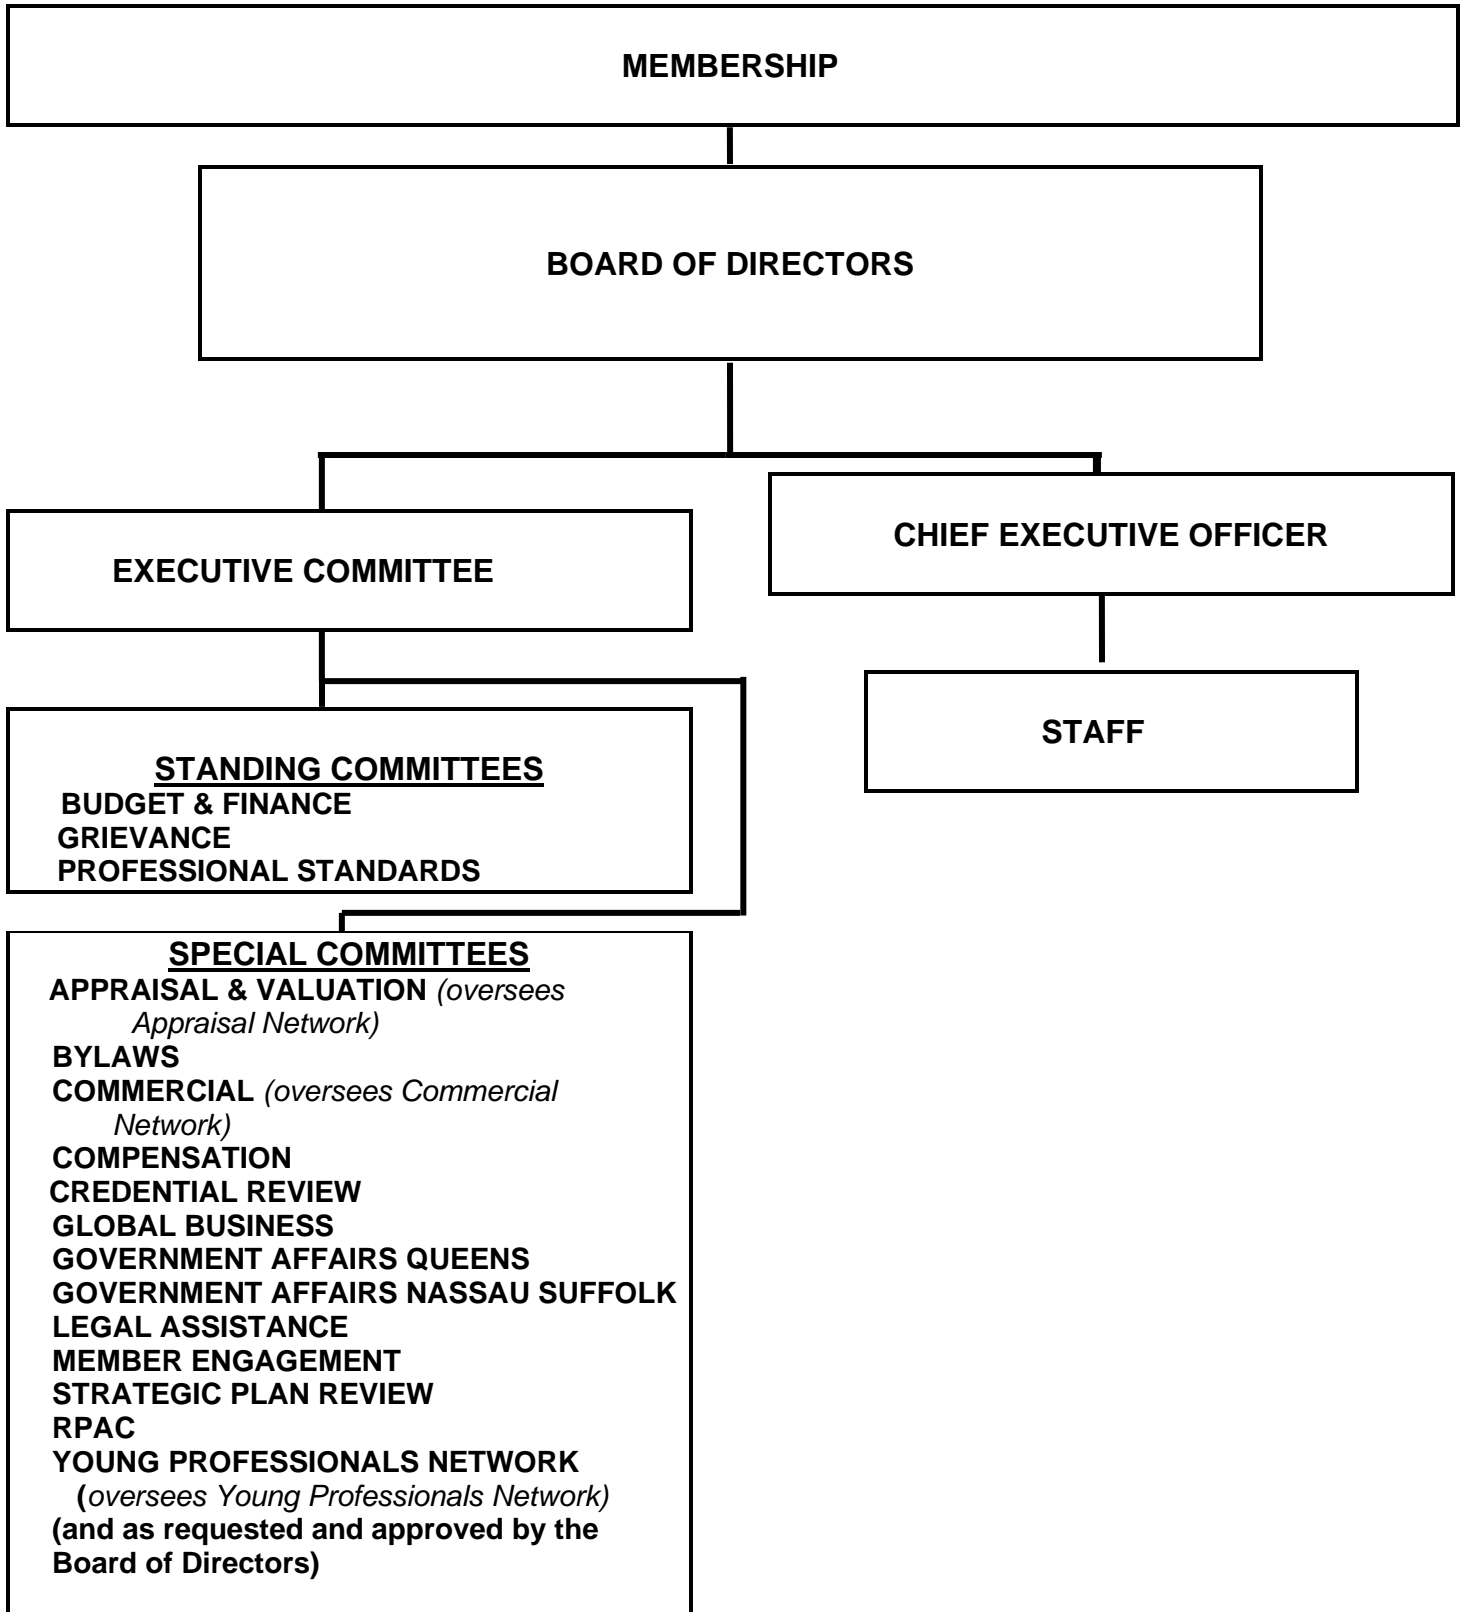 MEMBERSHIP
BOARD OF DIRECTORS
EXECUTIVE COMMITTEE
CHIEF EXECUTIVE OFFICER
STAFF
STANDING COMMITTEES
BUDGET & FINANCE
GRIEVANCE
PROFESSIONAL STANDARDS
SPECIAL COMMITTEES
APPRAISAL & VALUATION (oversees
Appraisal Network)
BYLAWS
COMMERCIAL (oversees Commercial
Network)
COMPENSATION
CREDENTIAL REVIEW
GLOBAL BUSINESS
GOVERNMENT AFFAIRS QUEENS
GOVERNMENT AFFAIRS NASSAU SUFFOLK
LEGAL ASSISTANCE
MEMBER ENGAGEMENT
STRATEGIC PLAN REVIEW
RPAC
YOUNG PROFESSIONALS NETWORK
(oversees Young Professionals Network)
(and as requested and approved by the
Board of Directors)